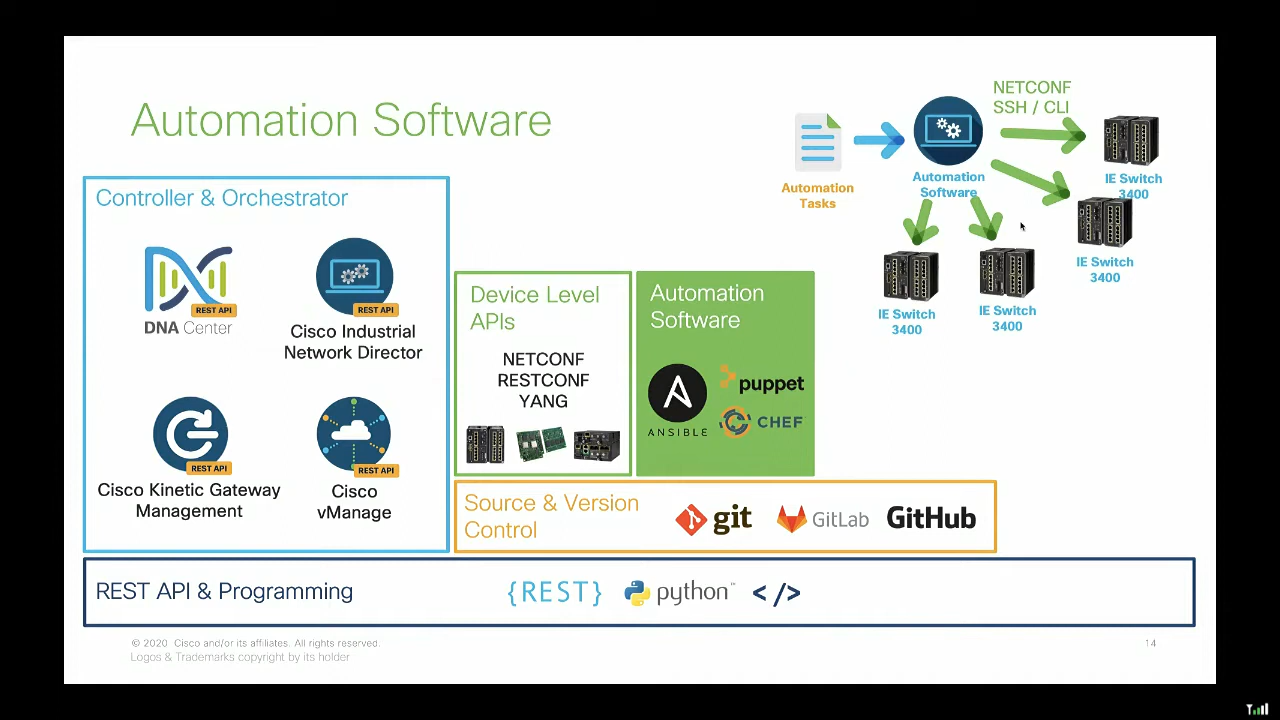 Automation Software
NETCONF
SSH / CLI
Automation
Tasks
Automation
Software
IE Switch
3400
IE Switch
3400
IE Switch
3400
IE Switch
3400
Controller & Orchestrator
REST API
DNA Center
REST API
Cisco Industrial
Network Director
REST API
Cisco Kinetic Gateway
Management
REST API
Cisco
vManage
Device Level
APIs
NETCONF
RESTCONF
YANG
Automation
Software
ANSIBLE
puppet
CHEF
Source & Version
Control
git
GitLab
GitHub
REST API & Programming
{REST}
python™
</>
© 2020 Cisco and/or its affiliates. All rights reserved.
Logos & Trademarks copyright by its holder
14